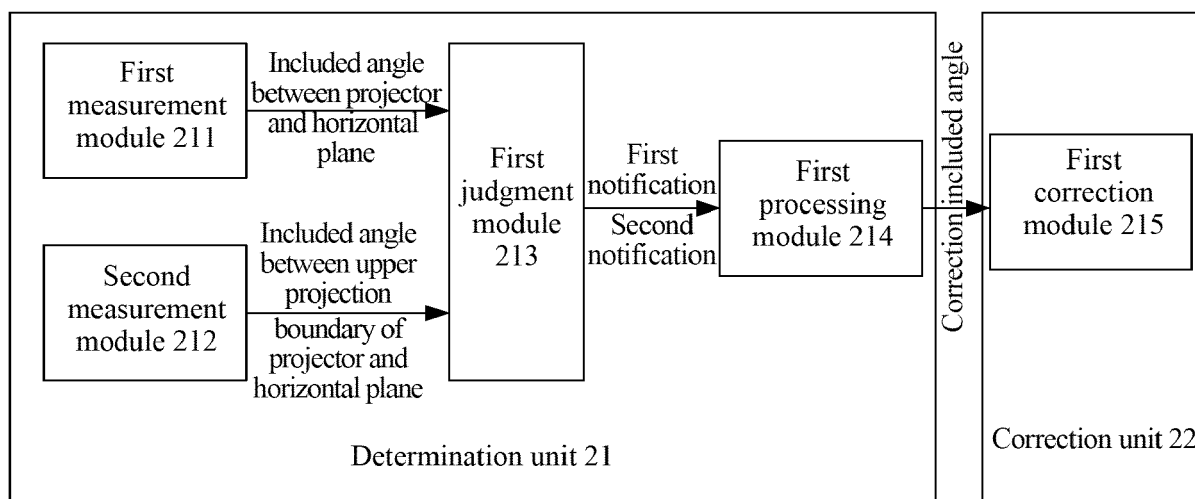 First
measurement
module 211
Included angle
between projector
and horizontal
plane
Second
measurement
module 212
Included angle
between upper
projection
boundary of
projector and
horizontal plane
First
judgment
module
213
First
notification
Second
notification
First
processing
module 214
Correction included angle
First
correction
module 215
Determination unit 21
Correction unit 22